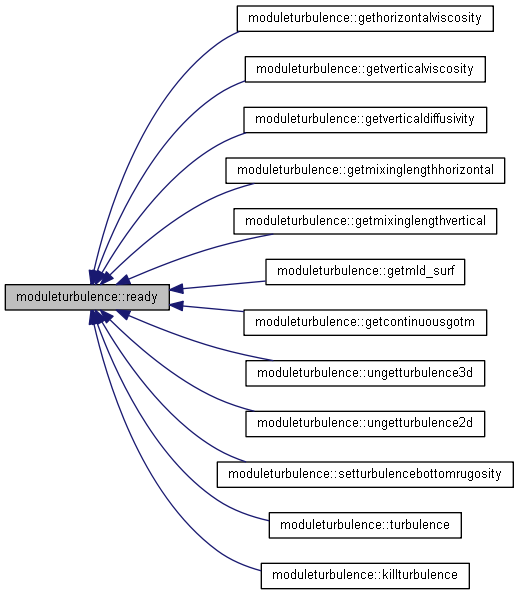 moduleturbulence::gethorizontalviscosity
moduleturbulence::getverticalviscosity
moduleturbulence::getverticaldiffusivity
moduleturbulence::getmixinglengthhorizontal
moduleturbulence::getmixinglengthvertical
moduleturbulence::getmld_surf
moduleturbulence::ready
moduleturbulence::getcontinuousgotm
moduleturbulence::ungetturbulence3d
moduleturbulence::ungetturbulence2d
moduleturbulence::setturbulencebottomrugosity
moduleturbulence::turbulence
moduleturbulence::killturbulence